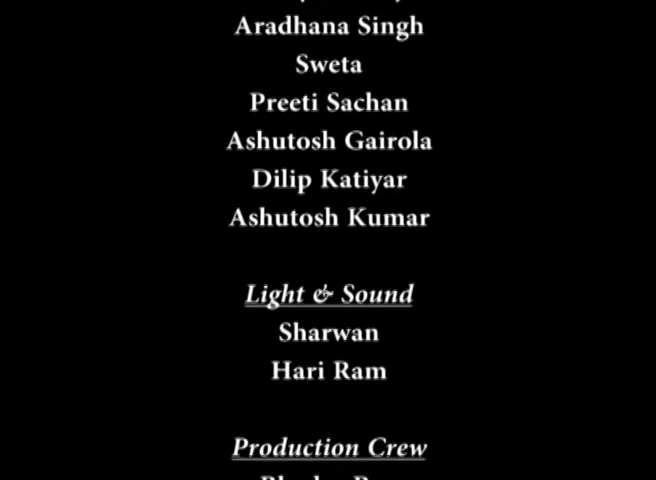 Aradhana Singh
Sweta
Preeti Sachan
Ashutosh Gairola
Dilip Katiyar
Ashutosh Kumar
Light & Sound
Sharwan
Hari Ram
Production Crew